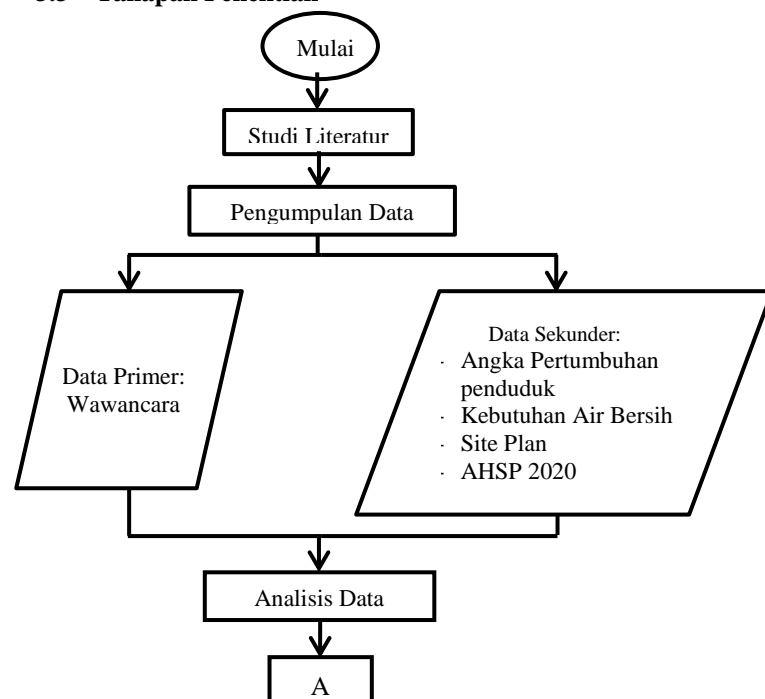 Tahapan Penelitian
Mulai
Studi Literatur
Pengumpulan Data
Data Primer:
Wawancara
Data Sekunder:
· Angka Pertumbuhan
penduduk
· Kebutuhan Air Bersih
· Site Plan
· AHSP 2020
Analisis Data
A